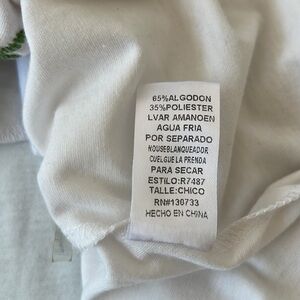 65%ALGODON
35%POLIESTER
LVAR AMANOEN
AGUA FRIA
POR SEPARADO
NOUSEBLANQUEADOR
CUELGUE LA PRENDA
PARA SECAR
ESTILO:R7487
TALLE:CHICO
RN#130733
HECHO EN CHINA